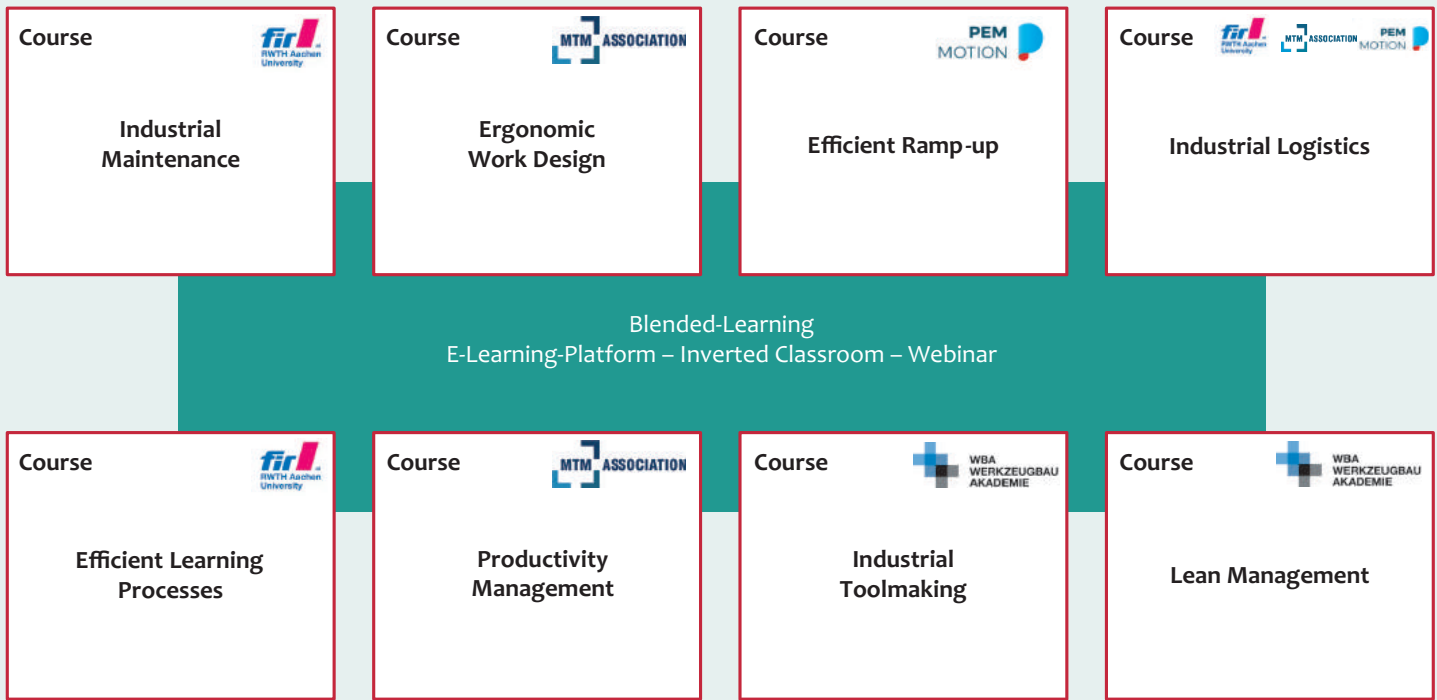 Course
fir
RWTH Aachen
University
Industrial
Maintenance
Course
MTM ASSOCIATION
Ergonomic
Work Design
Course
PEM
MOTION
Efficient Ramp-up
Course
fir
RWTH Aachen
University
MTM ASSOCIATION
PEM
MOTION
Industrial Logistics
Blended-Learning
E-Learning-Platform – Inverted Classroom – Webinar
Course
fir
RWTH Aachen
University
Efficient Learning
Processes
Course
MTM ASSOCIATION
Productivity
Management
Course
WBA
WERKZEUGBAU
AKADEMIE
Industrial
Toolmaking
Course
WBA
WERKZEUGBAU
AKADEMIE
Lean Management